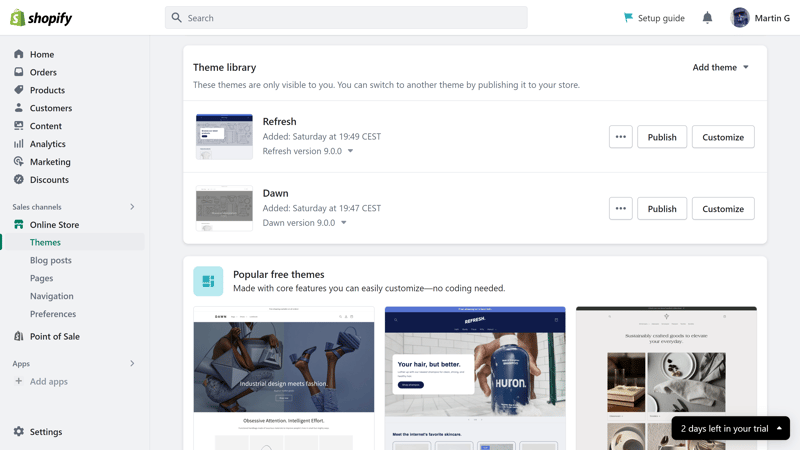 shopify
Search
Setup guide
Martin G
Home
Orders
Products
Customers
Content
Analytics
Marketing
Discounts
Sales channels
Online Store
Themes
Blog posts
Pages
Navigation
Preferences
Point of Sale
Apps
Add apps
Settings
Theme library
Add theme
These themes are only visible to you. You can switch to another theme by publishing it to your store.
Refresh
Added: Saturday at 19:49 CEST
Refresh version 9.0.0
Publish
Customize
Dawn
Added: Saturday at 19:47 CEST
Dawn version 9.0.0
Publish
Customize
Popular free themes
Made with core features you can easily customize—no coding needed.
DAWN
Industrial design meets fashion.
Obsessive Attention. Intelligent Effort.
REFRESH.
Your hair, but better.
HURON.
Meet the internet's favorite skincare.
Sustainably crafted goods to elevate
your everyday.
2 days left in your trial